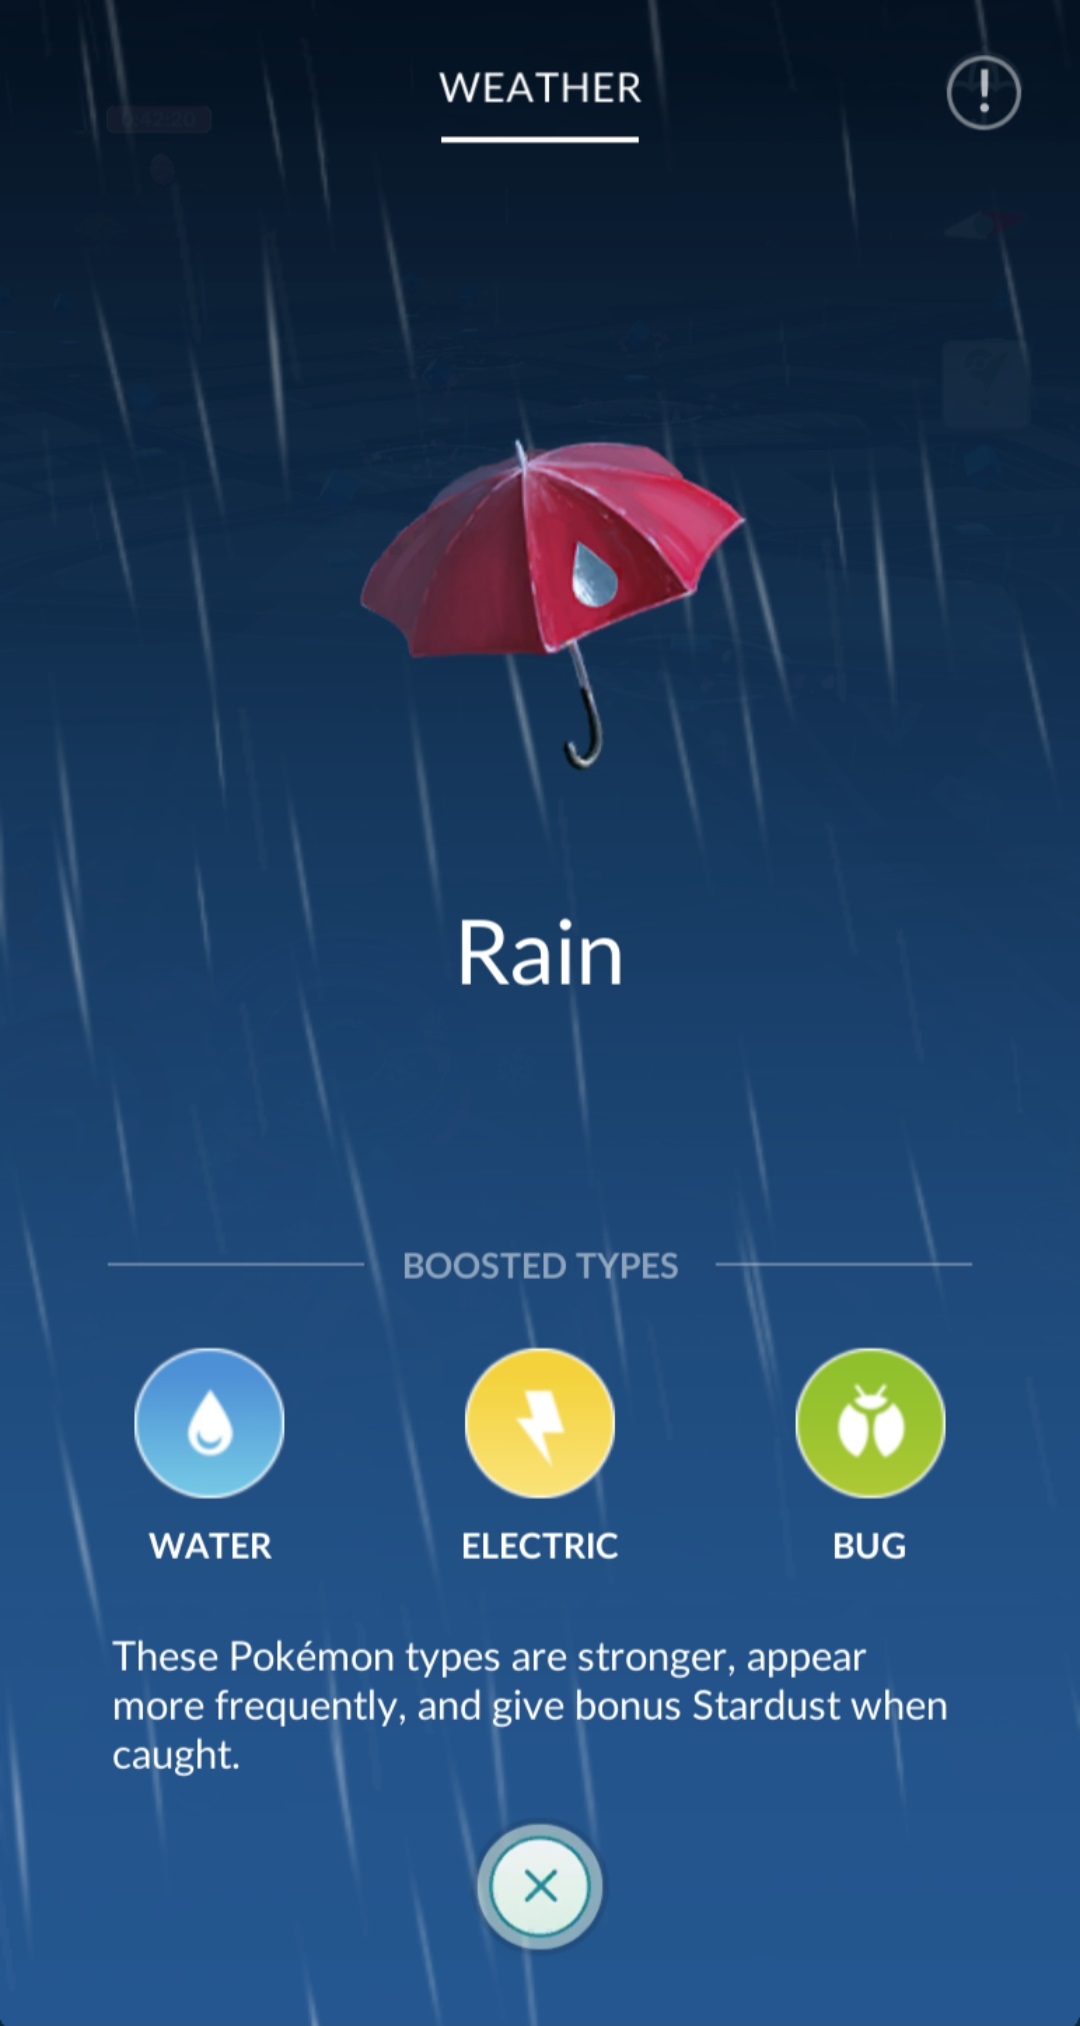 WEATHER
Rain
BOOSTED TYPES
WATER
ELECTRIC
BUG
These Pokémon types are stronger, appear
more frequently, and give bonus Stardust when
caught.